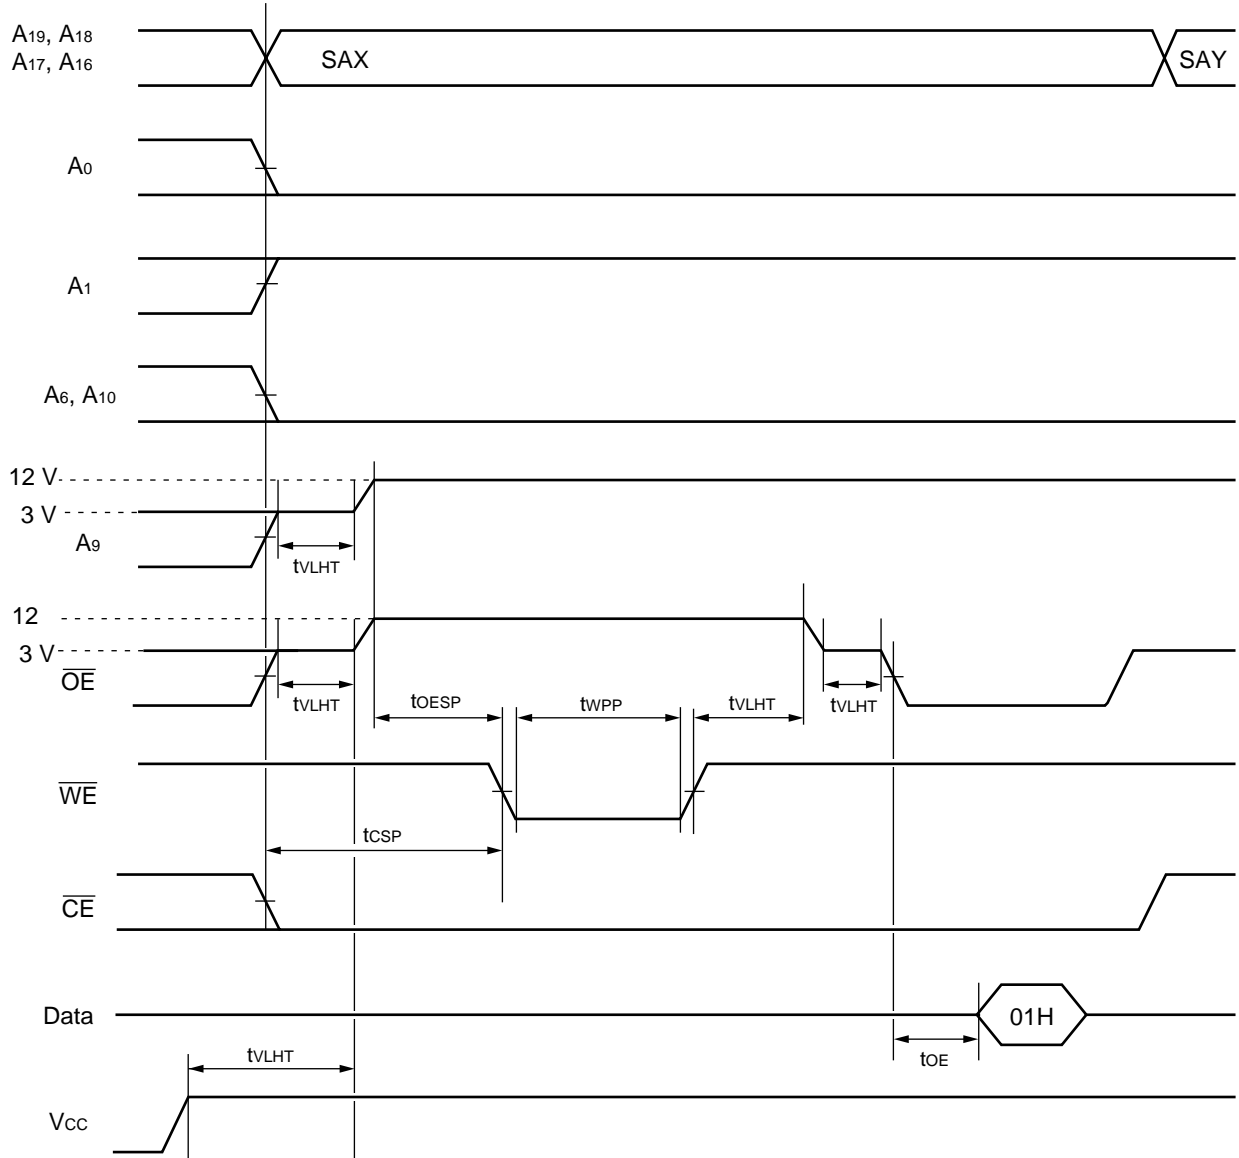 A19, A18
A17, A16
SAX
SAY
A0
A1
A6, A10
12 V
3 V
A9
tVLHT
12
3 V
OE
tVLHT
tOESP
tWPP
tVLHT
tVLHT
WE
tCSP
CE
Data
01H
tOE
tVLHT
VCC